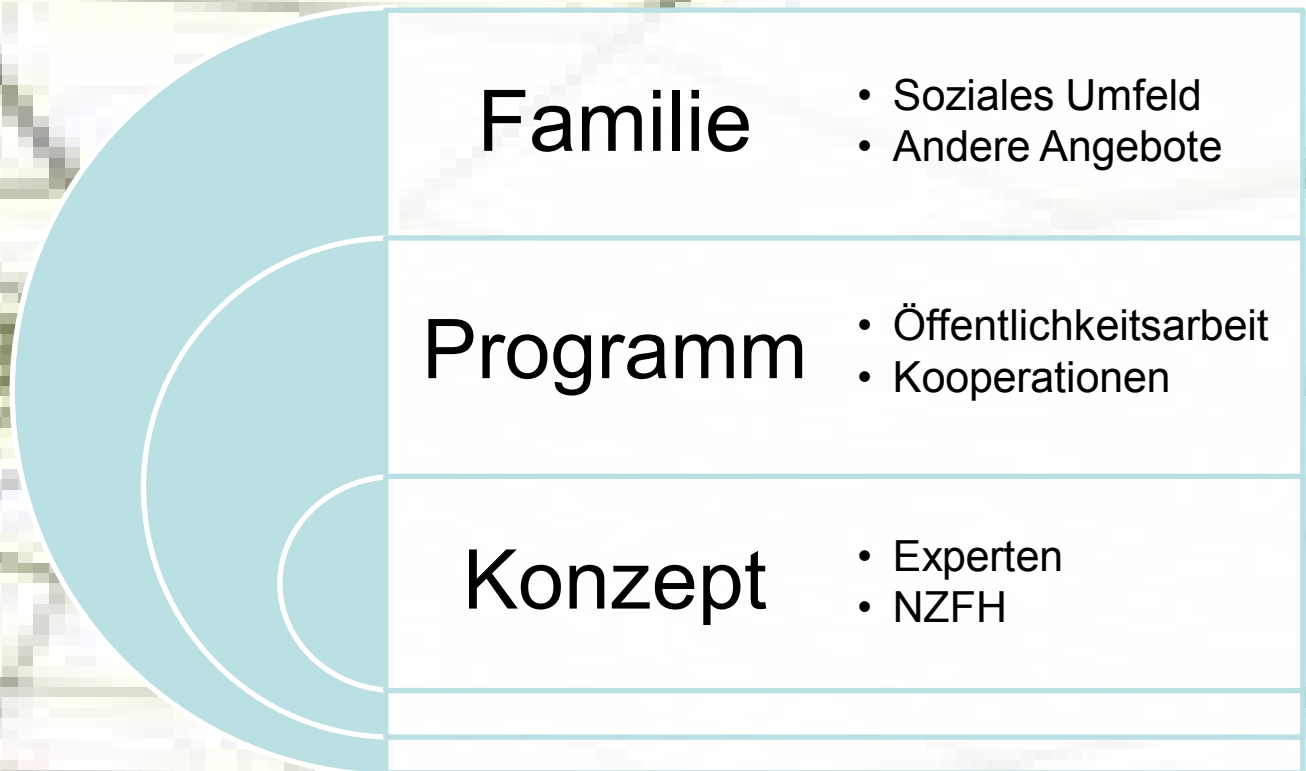 Familie
• Soziales Umfeld
• Andere Angebote
Programm
• Öffentlichkeitsarbeit
• Kooperationen
Konzept
• Experten
• NZFH